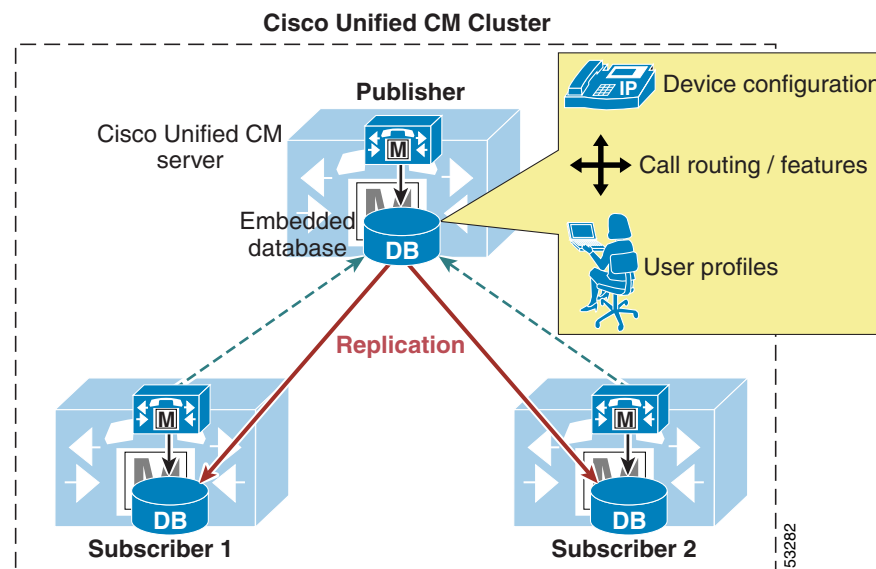 Cisco Unified CM Cluster
Publisher
Cisco Unified CM
server
M
Embedded
database
DB
IP
Device configuration
Call routing / features
User profiles
Replication
M
DB
Subscriber 1
M
DB
Subscriber 2
53282